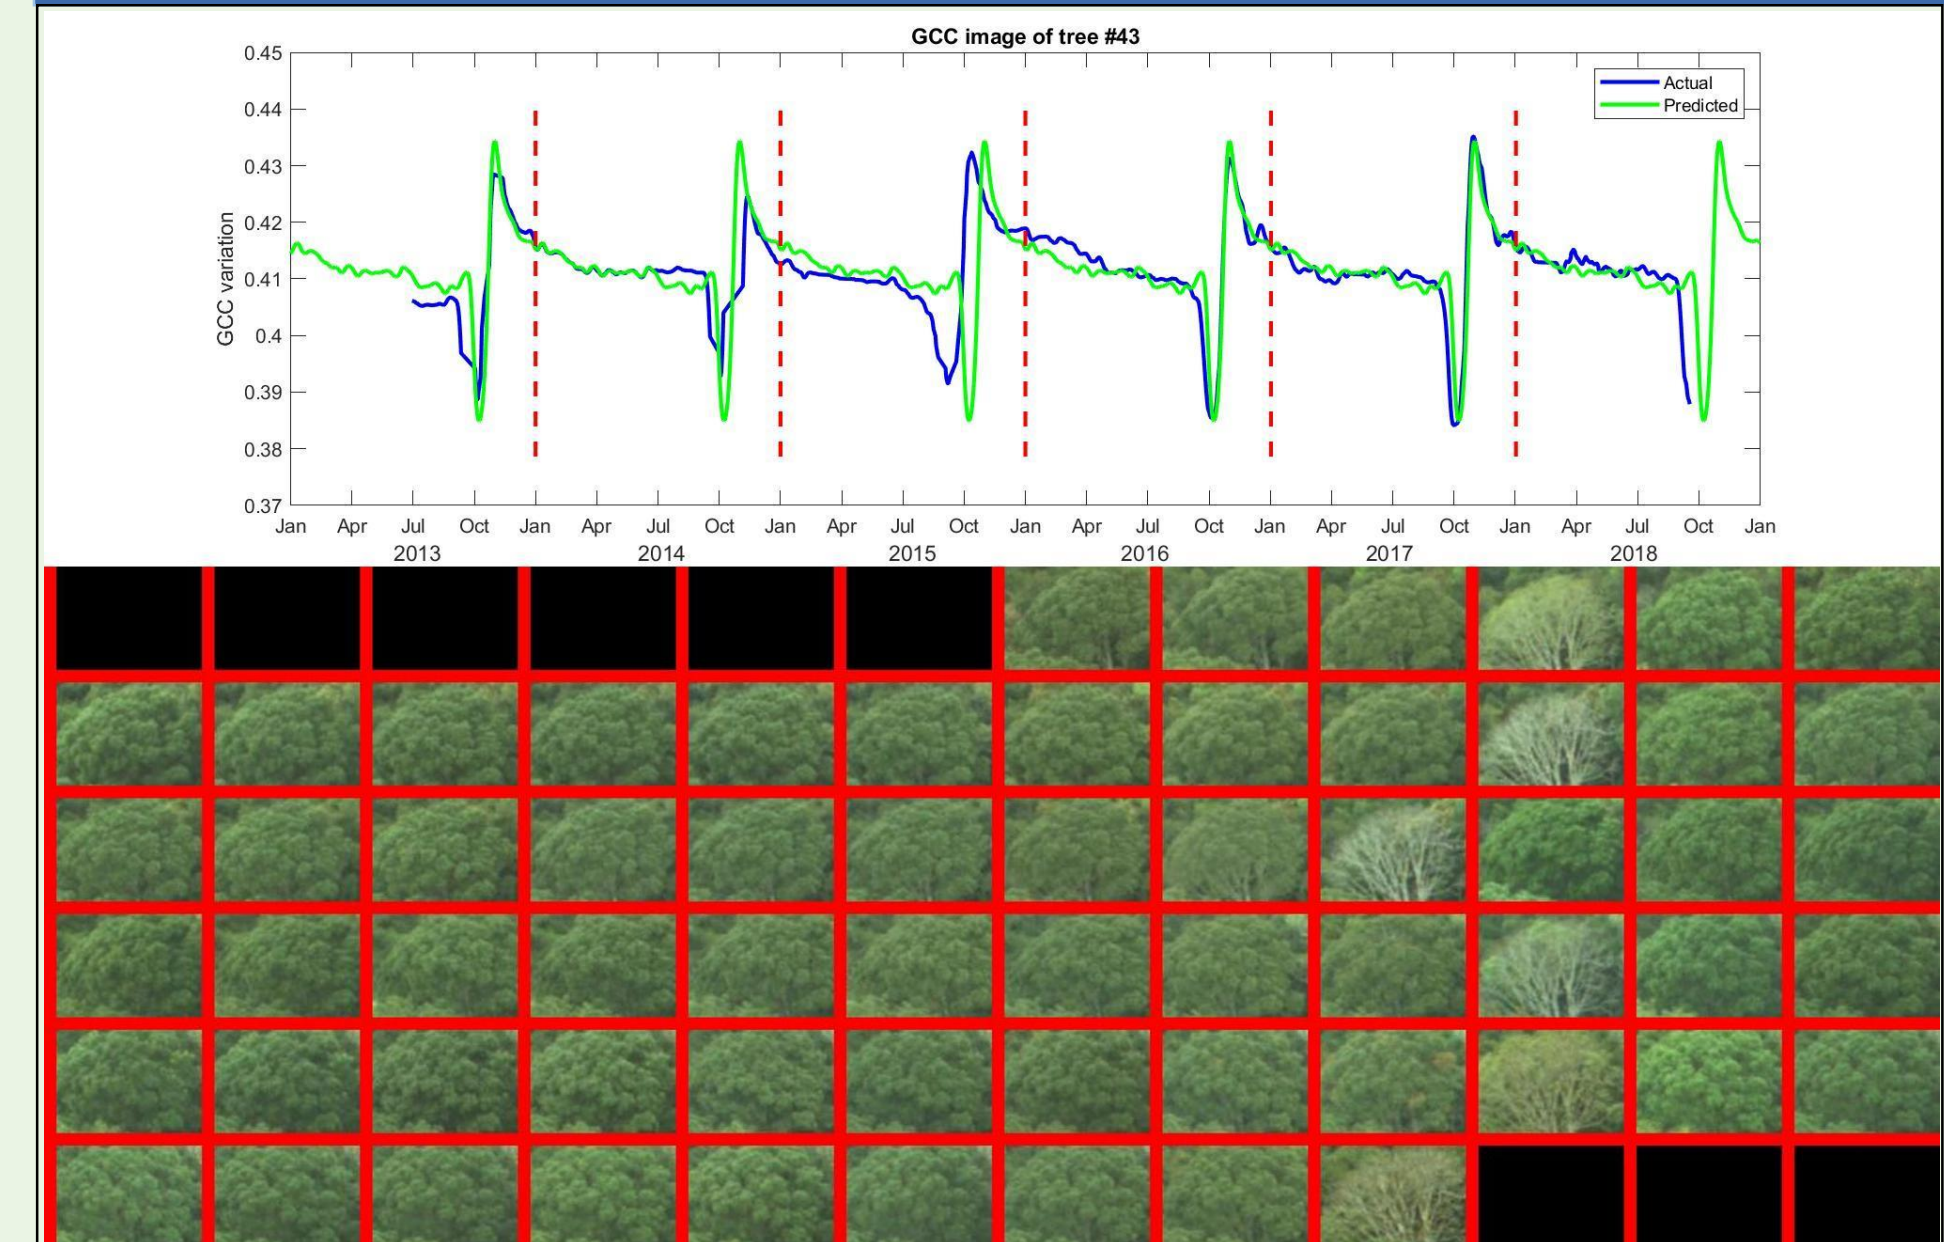 GCC image of tree #43
0.45
0.44
0.43
0.42
0.41
0.4
0.39
0.38
0.37
GCC variation
Actual
Predicted
Jan Apr Jul Oct Jan Apr Jul Oct Jan Apr Jul Oct Jan Apr Jul Oct Jan Apr Jul Oct Jan Apr Jul Oct Jan
2013 2014 2015 2016 2017 2018